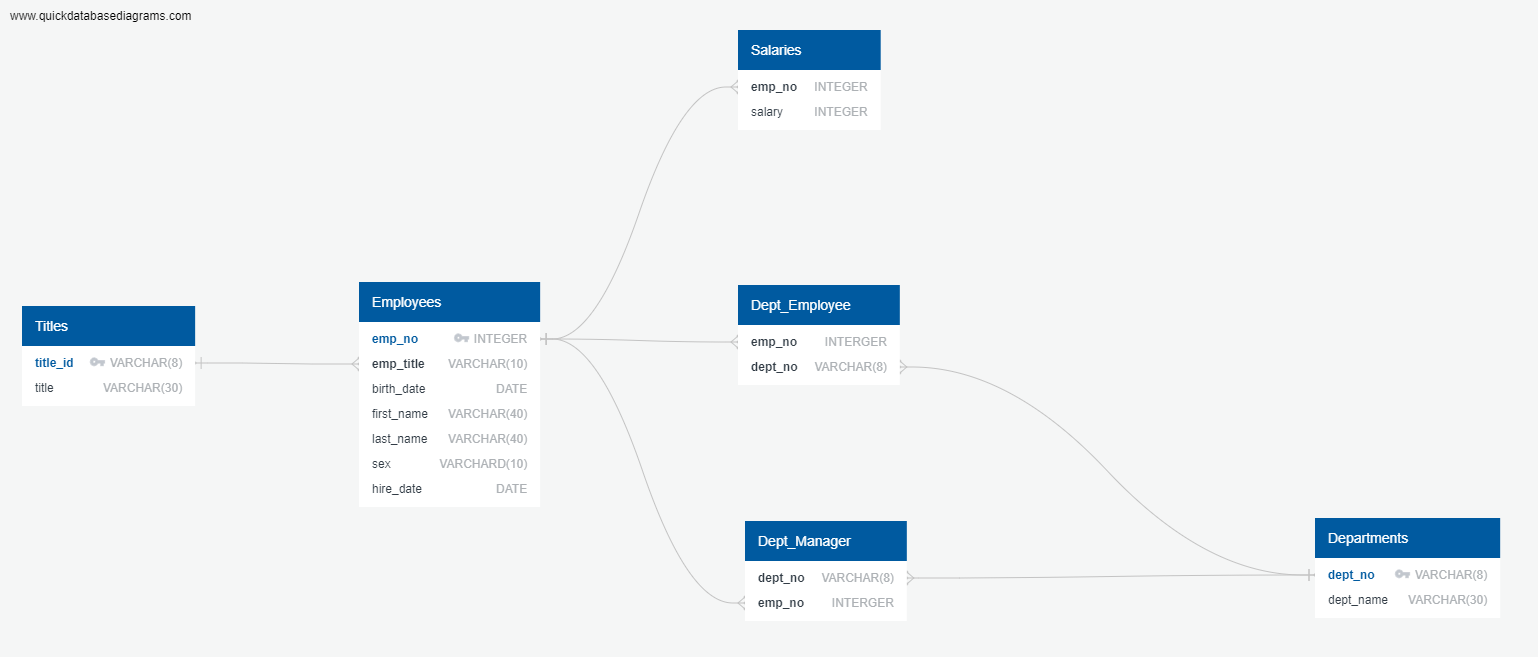 www.quickdatabasediagrams.com
Salaries
emp_no INTEGER
salary INTEGER
Titles
title_id VARCHAR(8)
title VARCHAR(30)
Employees
emp_no INTEGER
emp_title VARCHAR(10)
birth_date DATE
first_name VARCHAR(40)
last_name VARCHAR(40)
sex VARCHARD(10)
hire_date DATE
Dept_Employee
emp_no INTERGER
dept_no VARCHAR(8)
Dept_Manager
dept_no VARCHAR(8)
emp_no INTERGER
Departments
dept_no VARCHAR(8)
dept_name VARCHAR(30)